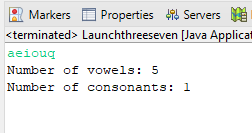 Markers Properties Servers
<terminated> Launchthreeseven [Java Applicat
aeiouq
Number of vowels: 5
Number of consonants: 1